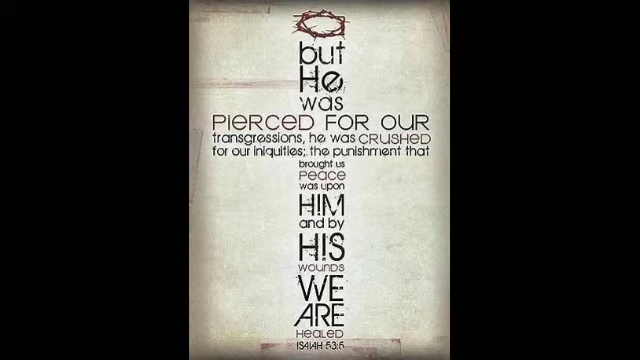 but
He
was
PierceD FOR OUR
transgressions, he was CRUSHED
for our iniquities; the punishment that
brought us
Peace
was upon
HIM
and by
HIS
wounds
WE
ARE
HEALED
ISAIAH 53:5